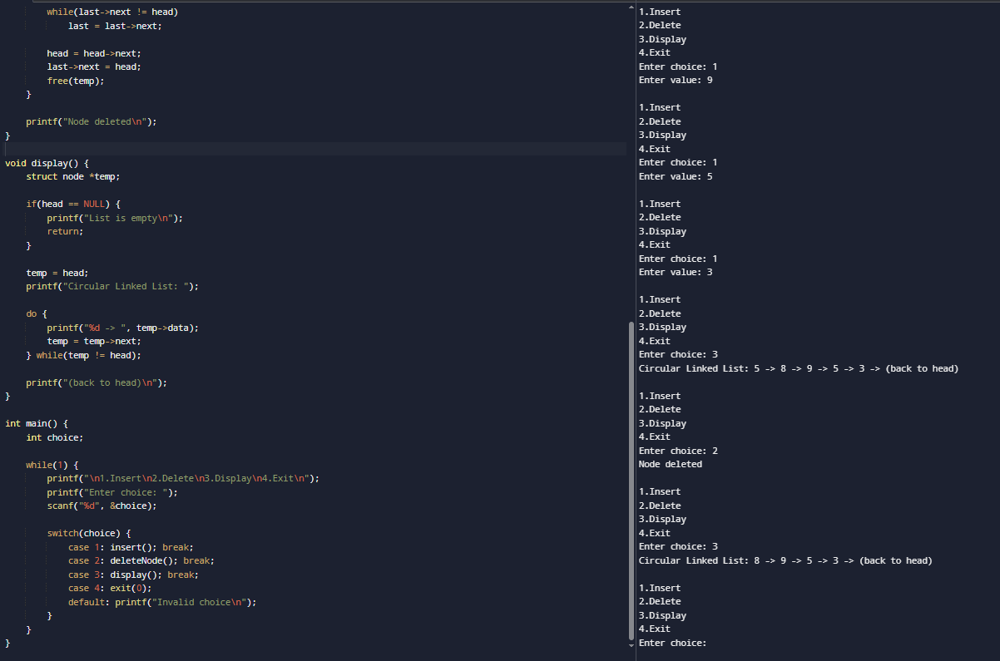 while(last->next != head)
last = last->next;
head = head->next;
last->next = head;
free(temp);
}
printf("Node deleted\n");
}
void display() {
struct node *temp;
if(head == NULL) {
printf("List is empty\n");
return;
}
temp = head;
printf("Circular Linked List: ");
do {
printf("%d -> ", temp->data);
temp = temp->next;
} while(temp != head);
printf("(back to head)\n");
}
int main() {
int choice;
while(1) {
printf("\n1.Insert\n2.Delete\n3.Display\n4.Exit\n");
printf("Enter choice: ");
scanf("%d", &choice);
switch(choice) {
case 1: insert(); break;
case 2: deleteNode(); break;
case 3: display(); break;
case 4: exit(0);
default: printf("Invalid choice\n");
}
}
}
1.Insert
2.Delete
3.Display
4.Exit
Enter choice: 1
Enter value: 9
1.Insert
2.Delete
3.Display
4.Exit
Enter choice: 1
Enter value: 5
1.Insert
2.Delete
3.Display
4.Exit
Enter choice: 1
Enter value: 3
1.Insert
2.Delete
3.Display
4.Exit
Enter choice: 3
Circular Linked List: 5 -> 8 -> 9 -> 5 -> 3 -> (back to head)
1.Insert
2.Delete
3.Display
4.Exit
Enter choice: 2
Node deleted
1.Insert
2.Delete
3.Display
4.Exit
Enter choice: 3
Circular Linked List: 8 -> 9 -> 5 -> 3 -> (back to head)
1.Insert
2.Delete
3.Display
4.Exit
Enter choice: